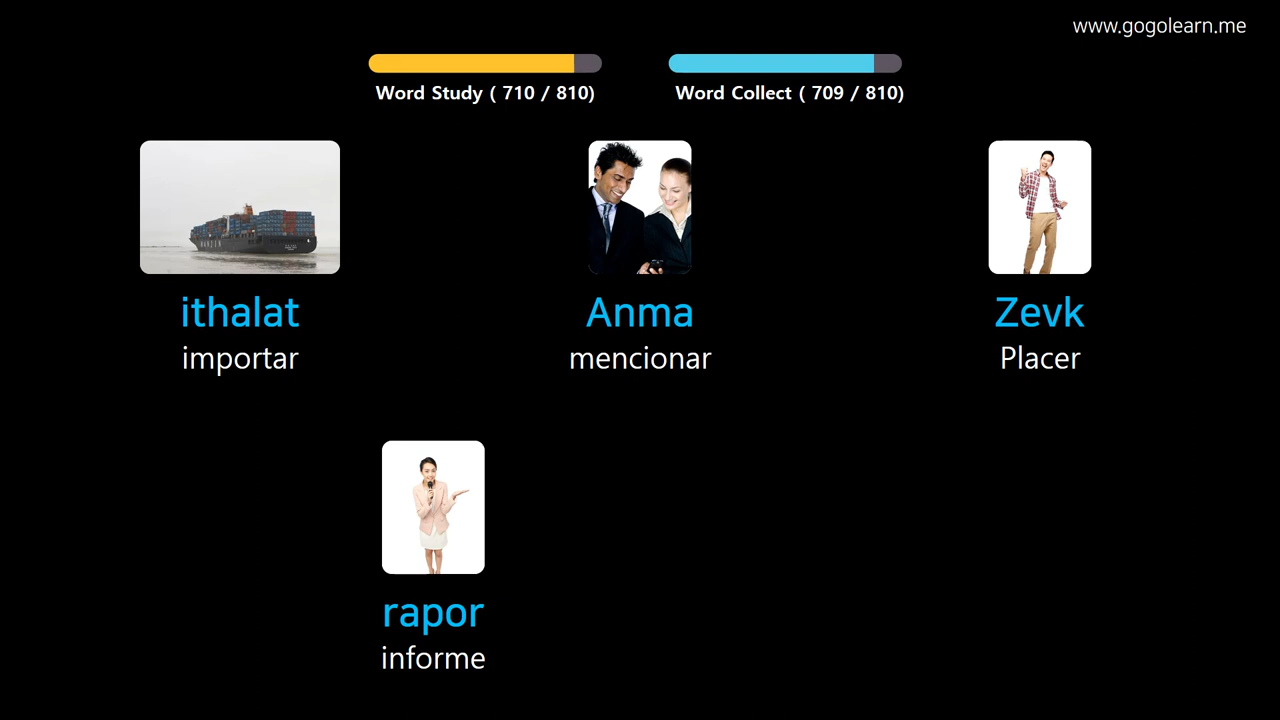 www.gogolearn.me
Word Study ( 710 / 810)
Word Collect ( 709 / 810)
ithalat
importar
Anma
mencionar
Zevk
Placer
rapor
informe